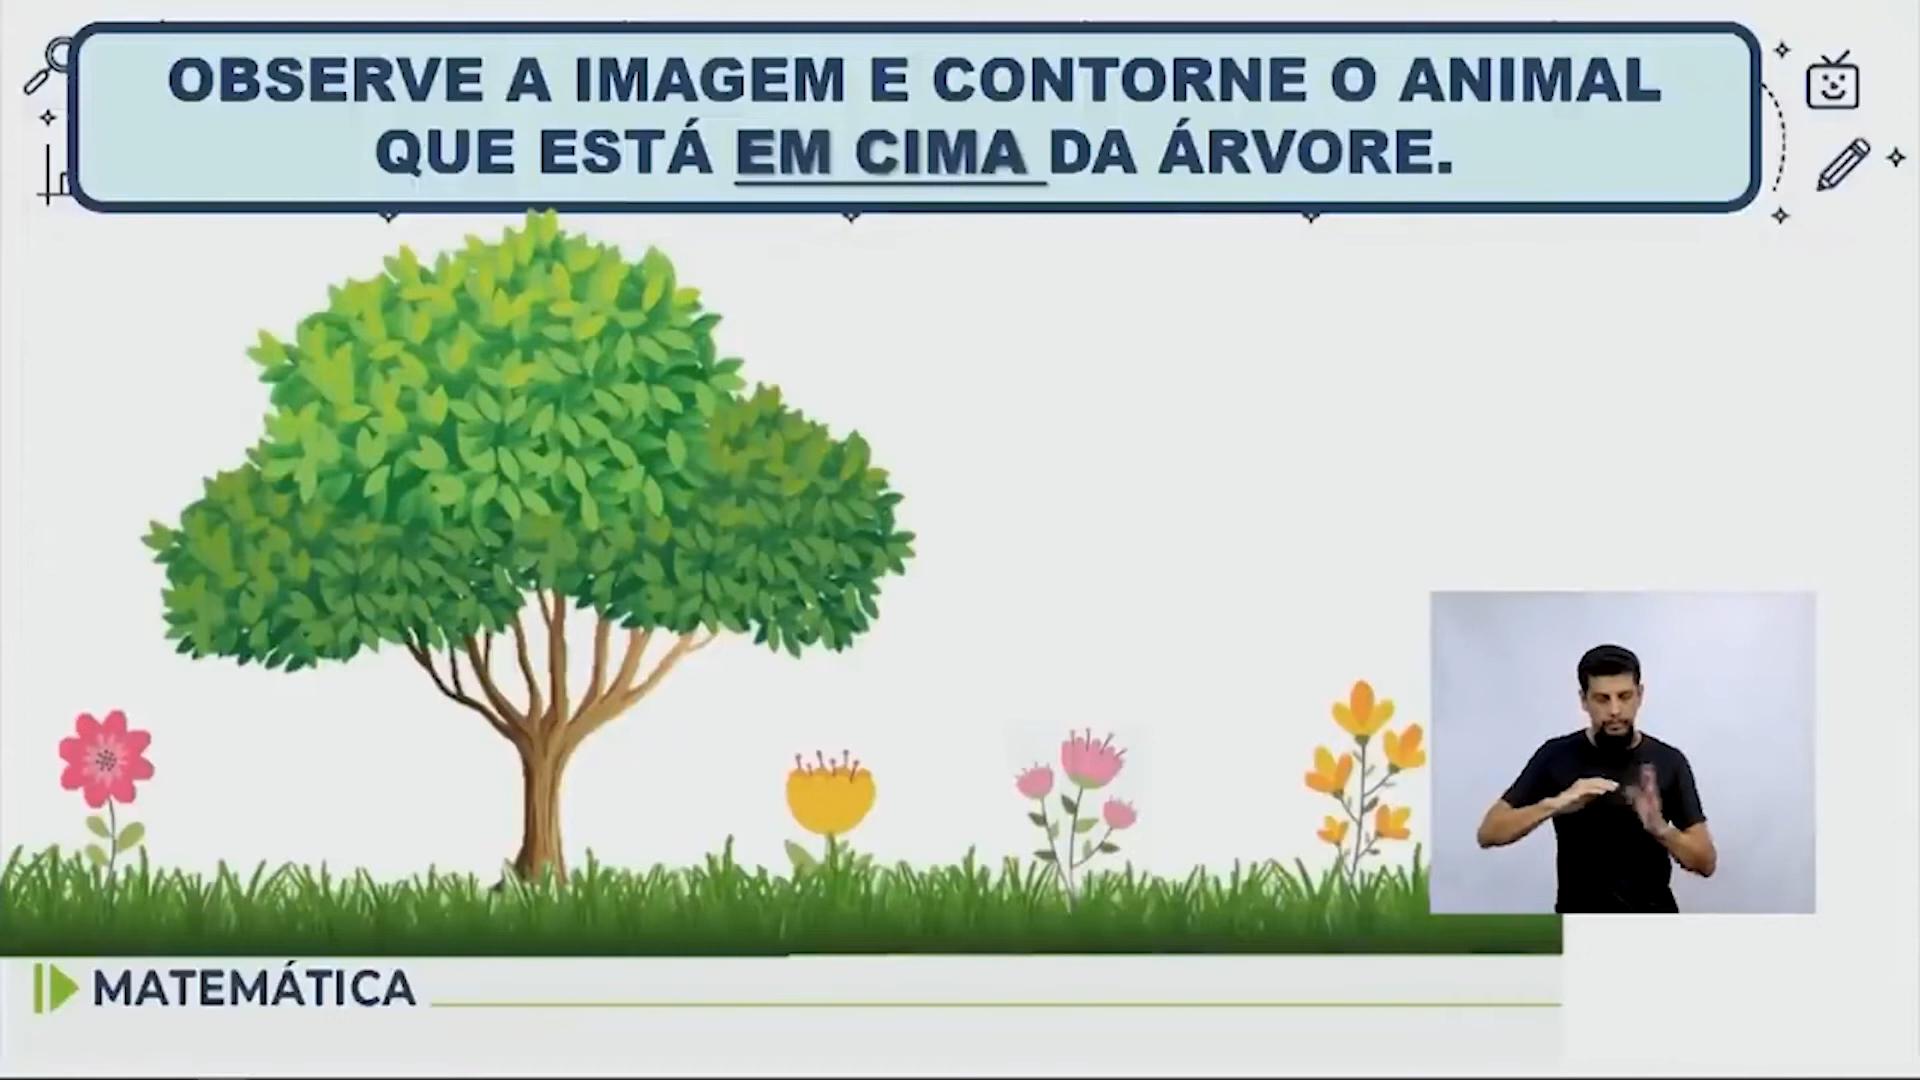 OBSERVE A IMAGEM E CONTORNE O ANIMAL
QUE ESTÁ EM CIMA DA ÁRVORE.
MATEMÁTICA